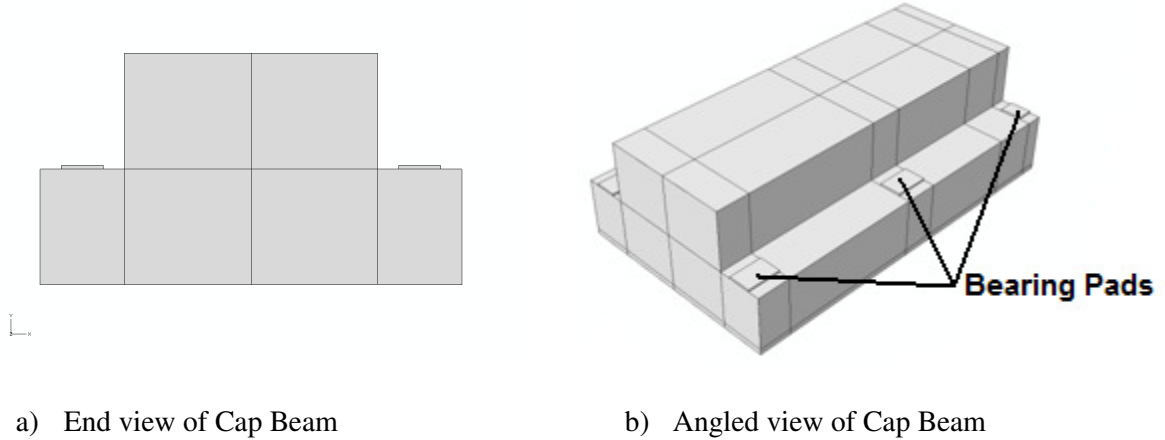 Bearing Pads
Y
Z X
a) End view of Cap Beam
b) Angled view of Cap Beam